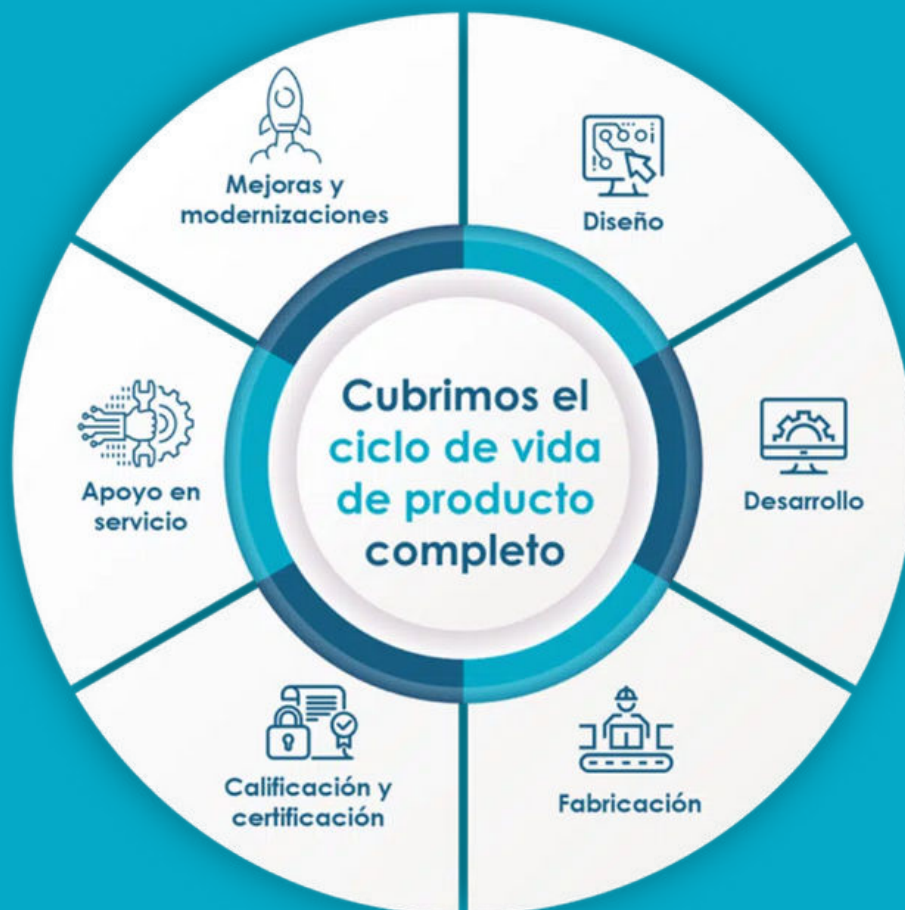 Mejoras y
modernizaciones
Diseño
Cubrimos el
ciclo de vida
de producto
completo
Apoyo en
servicio
Desarrollo
Calificación y
certificación
Fabricación